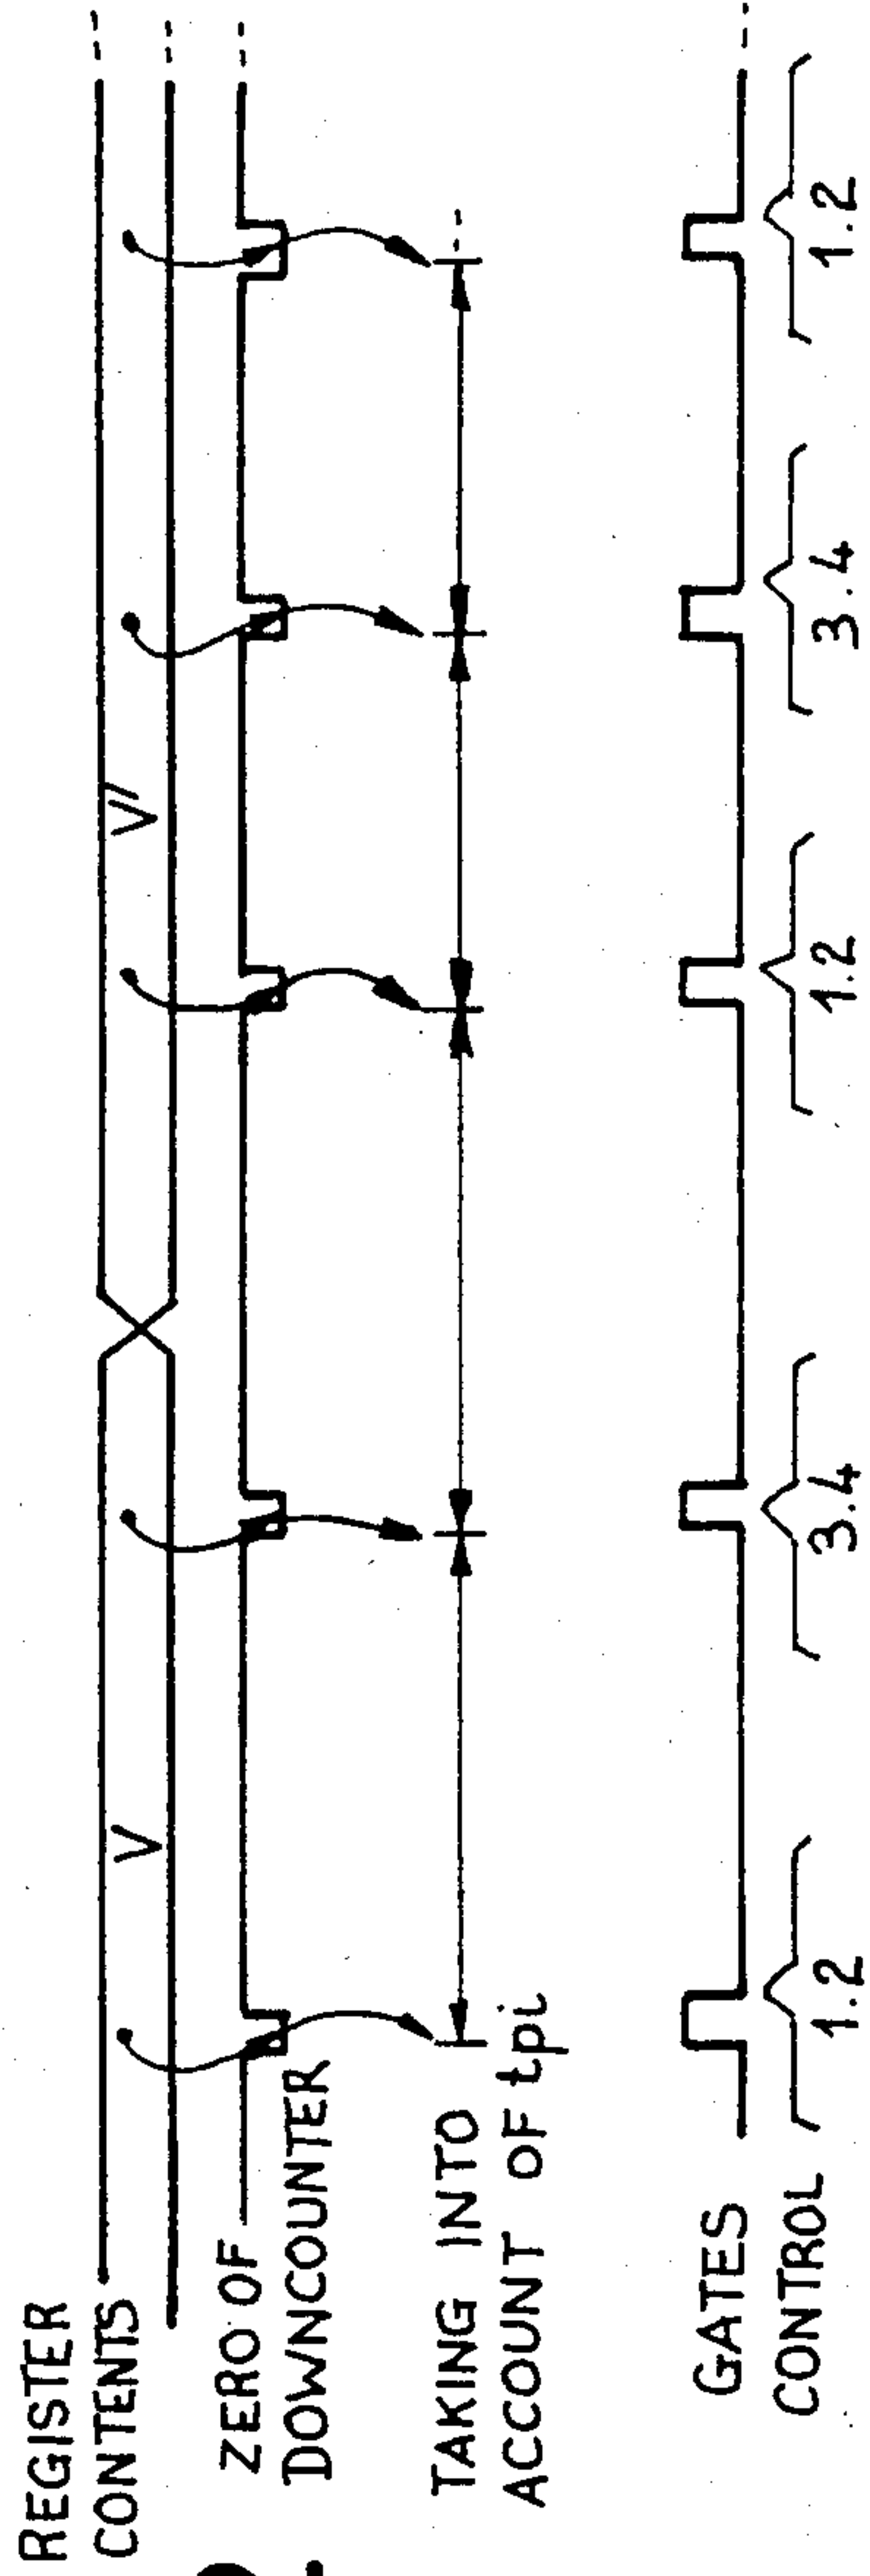 REGISTER
CONTENTS
V
V'
ZERO OF
DOWNCOUNTER
TAKING INTO
ACCOUNT OF tpi
GATES
CONTROL
1.2
3.4
1.2
3.4
1.2